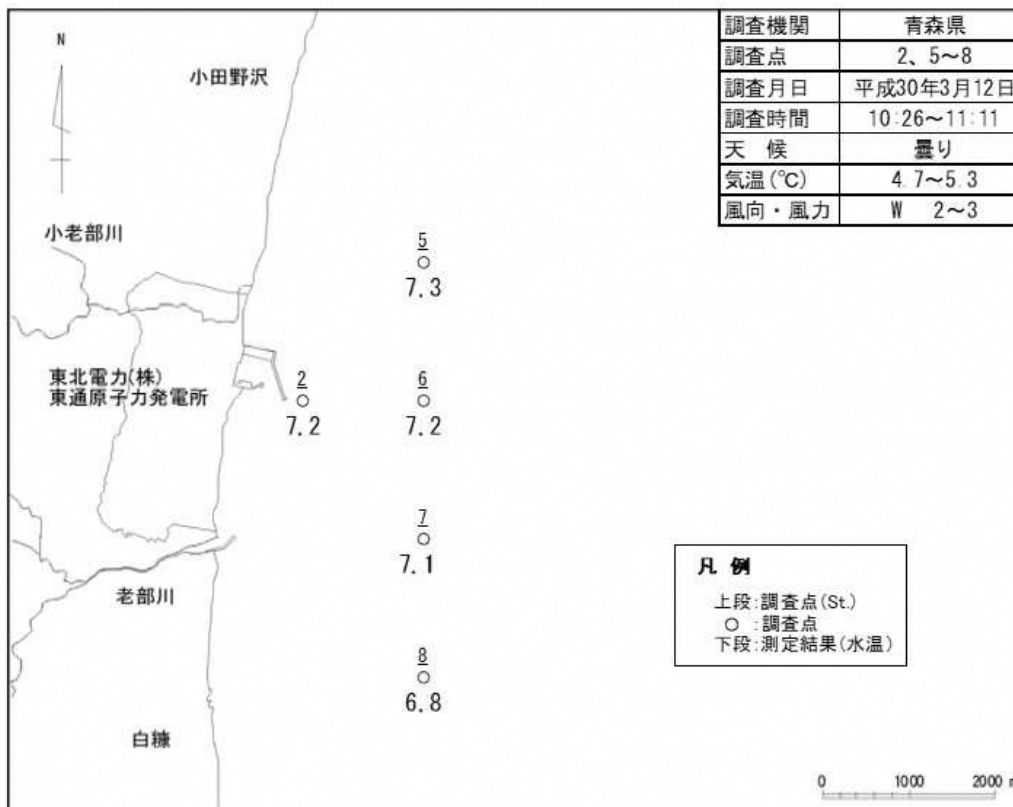 調査機関 青森県
調査点 2、5~8
調査月日 平成30年3月12日
調査時間 10:26~11:11
天 候 曇り
気温(℃) 4.7~5.3
風向・風力 W 2~3
N
小田野沢
小老部川
5
7.3
東北電力(株)
東通原子力発電所
2
7.2
6
7.2
7
7.1
老部川
8
6.8
白糠
凡 例
上段:調査点(St.)
○ :調査点
下段:測定結果(水温)
0 1000 2000 m